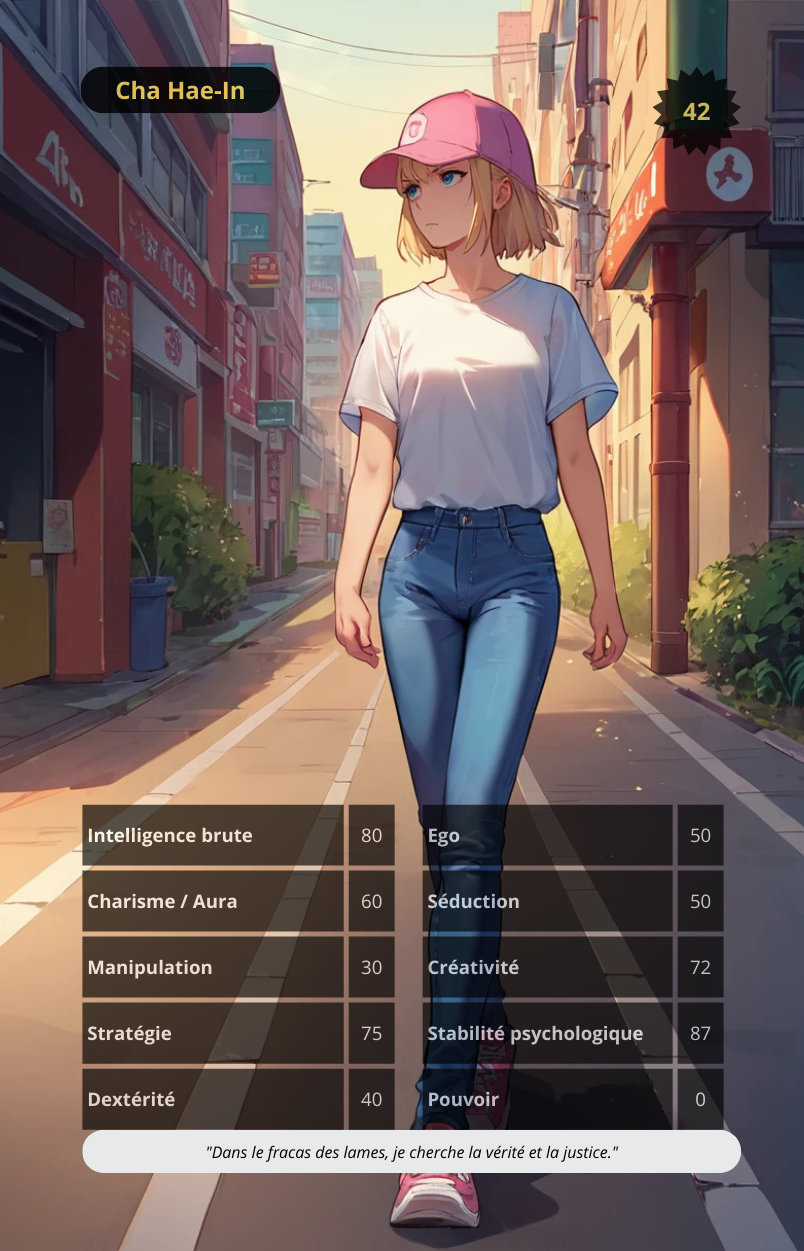 Cha Hae-In
42
Intelligence brute 80
Ego 50
Charisme / Aura 60
Séduction 50
Manipulation 30
Créativité 72
Stratégie 75
Stabilité psychologique 87
Dextérité 40
Pouvoir 0
"Dans le fracas des lames, je cherche la vérité et la justice."